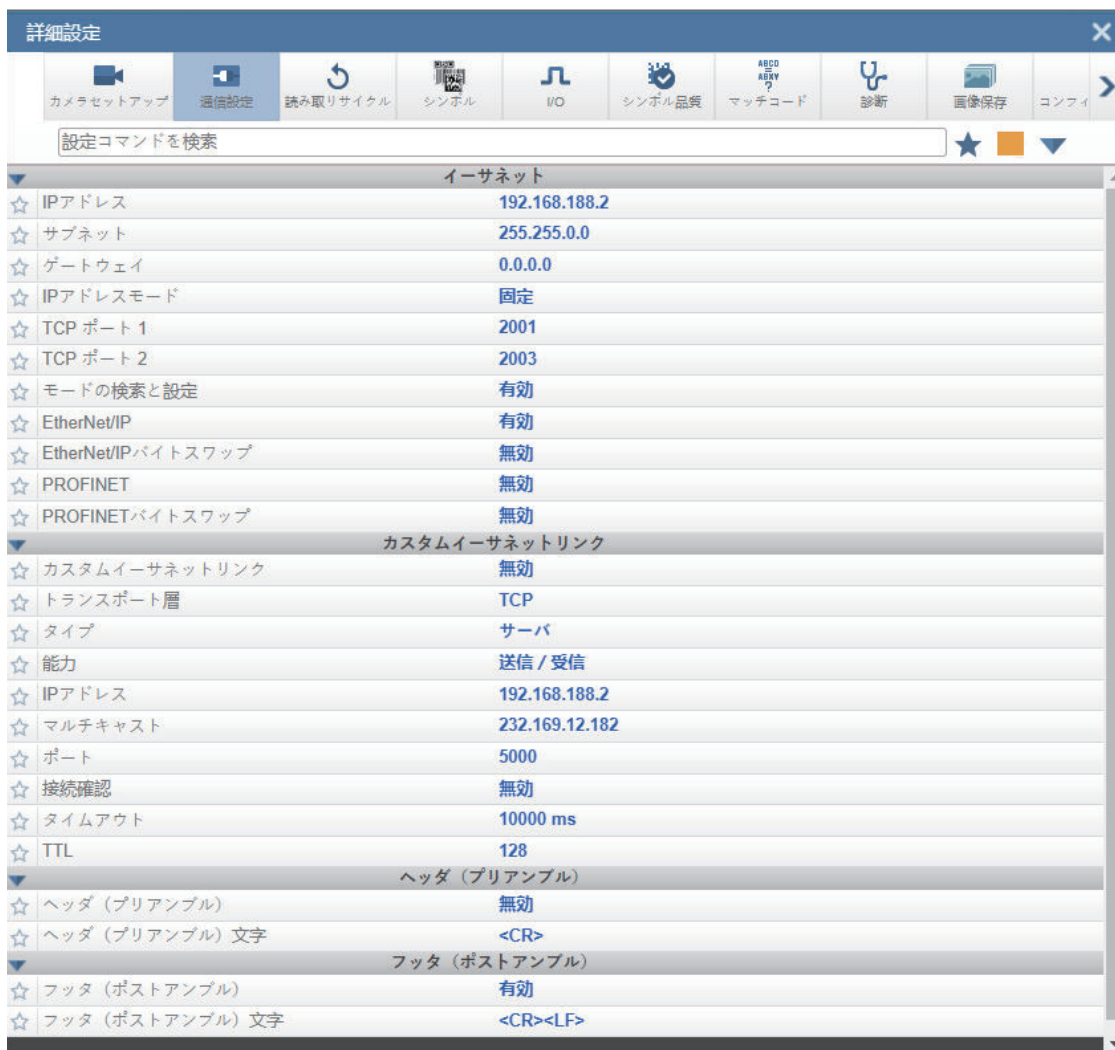 詳細設定
カメラセットアップ 通信設定 読み取りサイクル シンボル I/O シンボル品質 ABCD = ABXY ? マッチコード 診断 画像保存 コンフィ
設定コマンドを検索
イーサネット
IPアドレス 192.168.188.2
サブネット 255.255.0.0
ゲートウェイ 0.0.0.0
IPアドレスモード 固定
TCP ポート 1 2001
TCP ポート 2 2003
モードの検索と設定 有効
EtherNet/IP 有効
EtherNet/IPバイトスワップ 無効
PROFINET 無効
PROFINETバイトスワップ 無効
カスタムイーサネットリンク
カスタムイーサネットリンク 無効
トランスポート層 TCP
タイプ サーバ
能力 送信 / 受信
IPアドレス 192.168.188.2
マルチキャスト 232.169.12.182
ポート 5000
接続確認 無効
タイムアウト 10000 ms
TTL 128
ヘッダ（プリアンブル）
ヘッダ（プリアンブル） 無効
ヘッダ（プリアンブル）文字 <CR>
フッタ（ポストアンブル）
フッタ（ポストアンブル） 有効
フッタ（ポストアンブル）文字 <CR><LF>